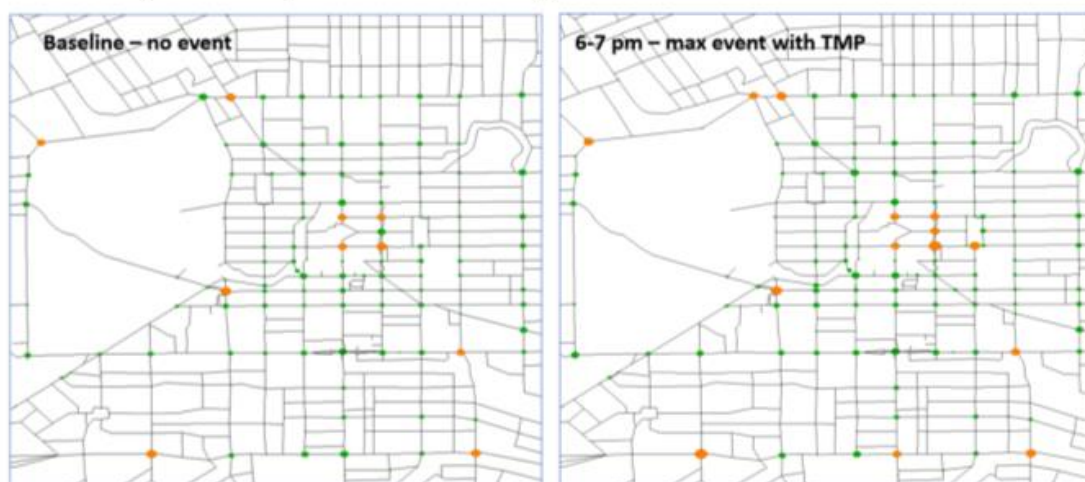 Baseline – no event
6-7 pm – max event with TMP